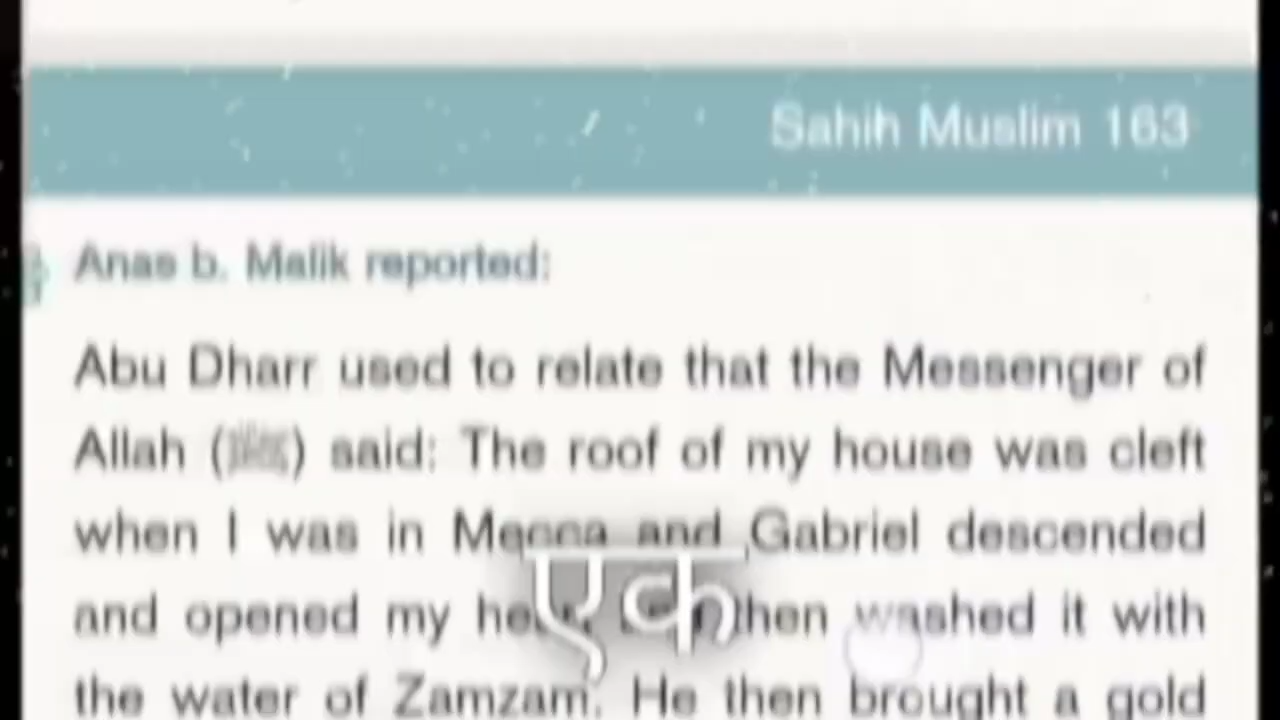 Sahih Muslim 163
Anas b. Malik reported:
Abu Dharr used to relate that the Messenger of
Allah (ﷺ) said: The roof of my house was cleft
when I was in Mecca and Gabriel descended
and opened my then washed it with
एक
the water of Zamzam. He then brought a gold